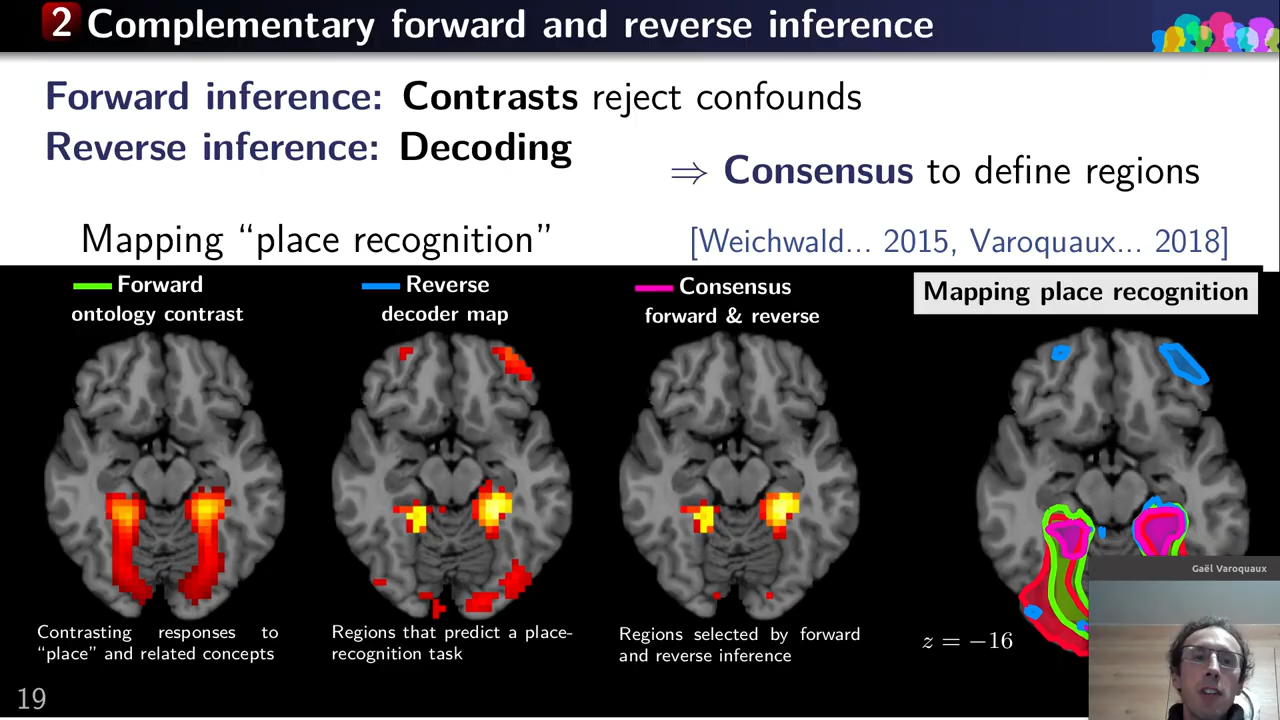 2 Complementary forward and reverse inference
Forward inference: Contrasts reject confounds
Reverse inference: Decoding
⇒ Consensus to define regions
Mapping “place recognition”
[Weichwald... 2015, Varoquaux... 2018]
Forward
ontology contrast
Reverse
decoder map
Consensus
forward & reverse
Mapping place recognition
Contrasting responses to
“place” and related concepts
Regions that predict a place-
recognition task
Regions selected by forward
and reverse inference
z = −16
Gaël Varoquaux
19